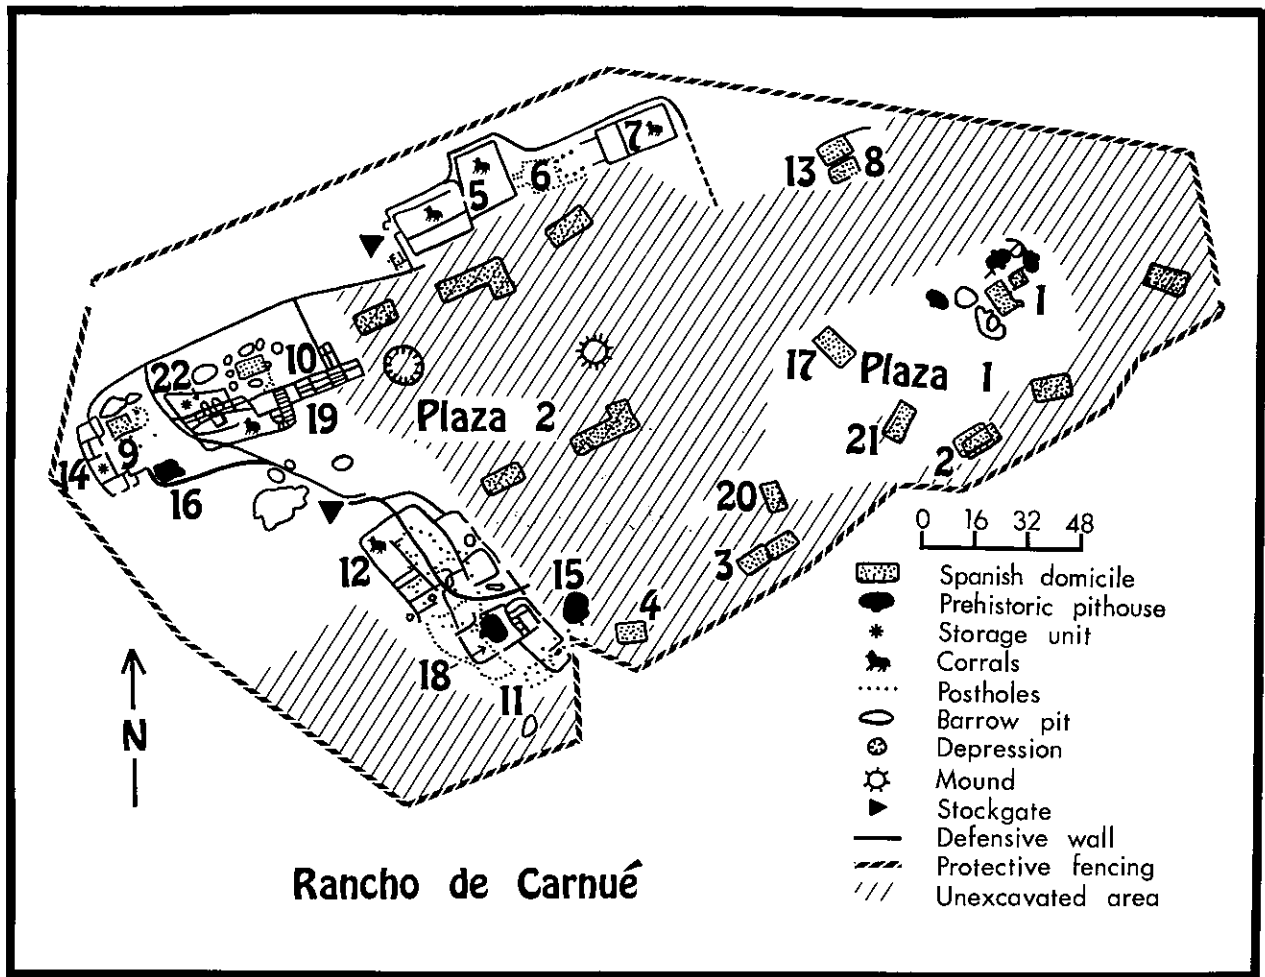 7
13 8
6
5
1
10
22
17 Plaza 1
19
Plaza 2
21
9
2
14
16
20
0 16 32 48
12
3
15
4
18
11
N
Spanish domicile
Prehistoric pithouse
Storage unit
Corrals
Postholes
Barrow pit
Depression
Mound
Stockgate
Defensive wall
Protective fencing
Unexcavated area
Rancho de Carnué